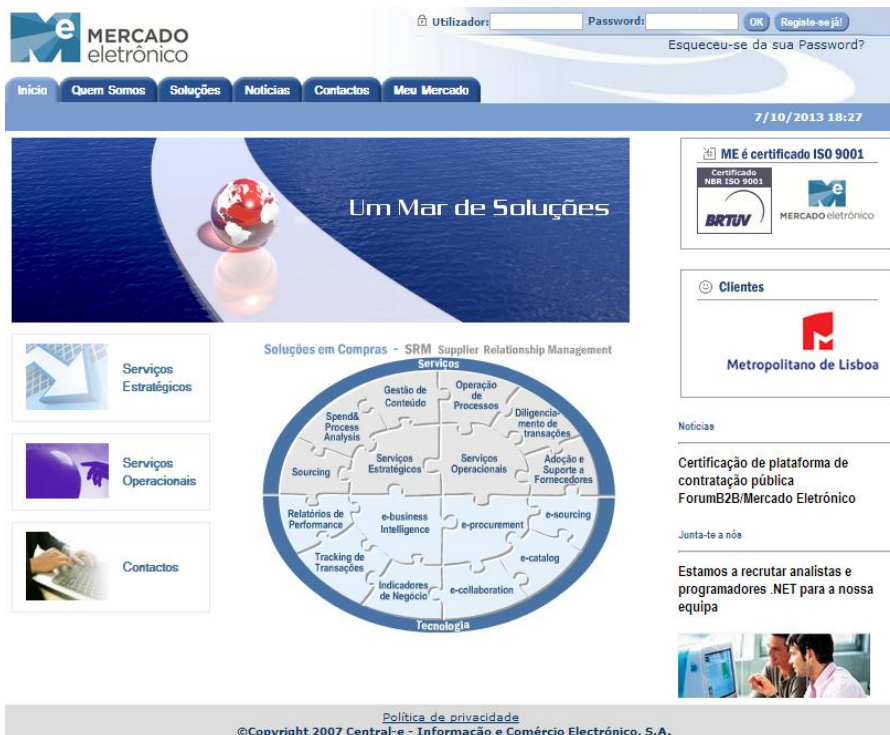 Me MERCADO
eletrônico
Utilizador: Password: OK Registe-se já!
Esqueceu-se da sua Password?
Início Quem Somos Soluções Notícias Contactos Meu Mercado
7/10/2013 18:27
Um Mar de Soluções
ME é certificado ISO 9001
Certificado
NBR ISO 9001
BRTÜV
Me
MERCADO eletrônico
Clientes
Metropolitano de Lisboa
Serviços
Estratégicos
Serviços
Operacionais
Contactos
Soluções em Compras - SRM Supplier Relationship Management
Serviços
Gestão de
Conteúdo
Operação
de
Processos
Spend&
Process
Analysis
Diligencia-
mento de
transações
Sourcing
Serviços
Estratégicos
Serviços
Operacionais
Adoção e
Suporte a
Fornecedores
Relatórios de
Performance
e-business
Intelligence
e-procurement
e-sourcing
Tracking de
Transações
e-catalog
Indicadores
de Negócio
e-collaboration
Tecnologia
Notícias
Certificação de plataforma de
contratação pública
ForumB2B/Mercado Eletrónico
Junta-te a nós
Estamos a recrutar analistas e
programadores .NET para a nossa
equipa
Política de privacidade
©Copyright 2007 Central-e - Informação e Comércio Electrónico, S.A.